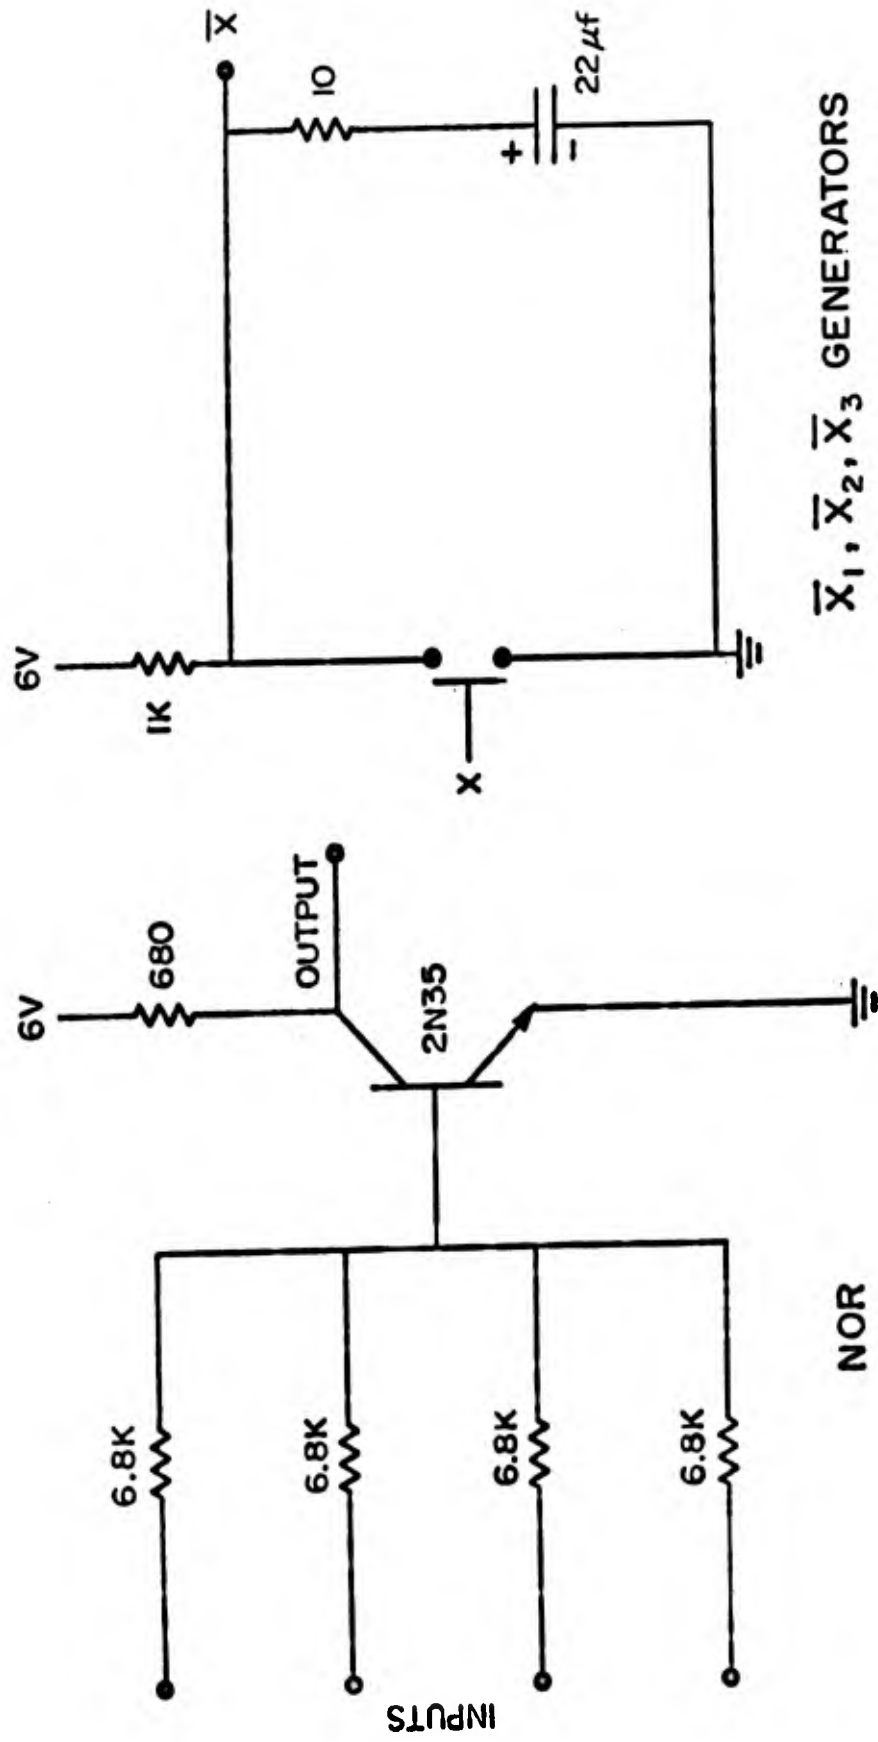 6V
680
OUTPUT
2N35
6.8K
6.8K
6.8K
6.8K
INPUTS
NOR
6V
1K
X
X̅
10
+
-
22µf
X̅1, X̅2, X̅3 GENERATORS